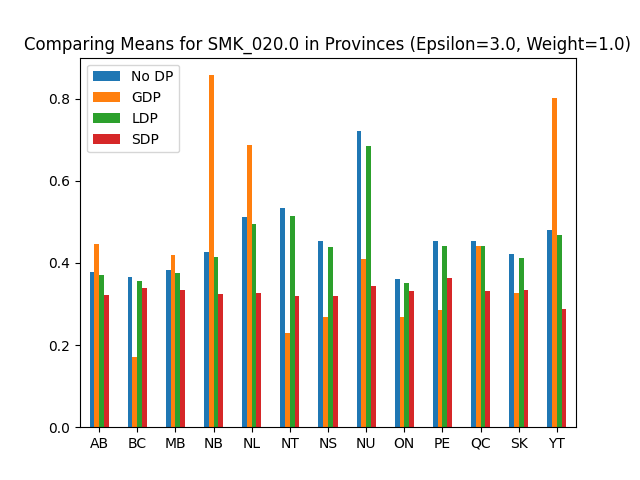 Comparing Means for SMK_020.0 in Provinces (Epsilon=3.0, Weight=1.0)
No DP
GDP
LDP
SDP
0.8
0.6
0.4
0.2
0.0
AB BC MB NB NL NT NS NU ON PE QC SK YT